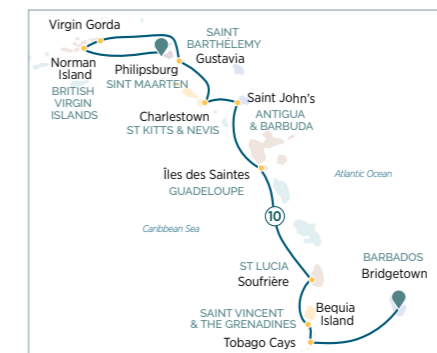 Virgin Gorda
SAINT
BARTHÉLEMY
Gustavia
Norman
Island
Philipsburg
SINT MAARTEN
BRITISH
VIRGIN
ISLANDS
Charlestown
ST KITTS & NEVIS
Saint John's
ANTIGUA
& BARBUDA
Îles des Saintes
GUADELOUPE
Atlantic Ocean
10
Caribbean Sea
ST LUCIA
Soufrière
BARBADOS
Bridgetown
SAINT VINCENT
& THE GRENADINES
Bequia
Island
Tobago Cays